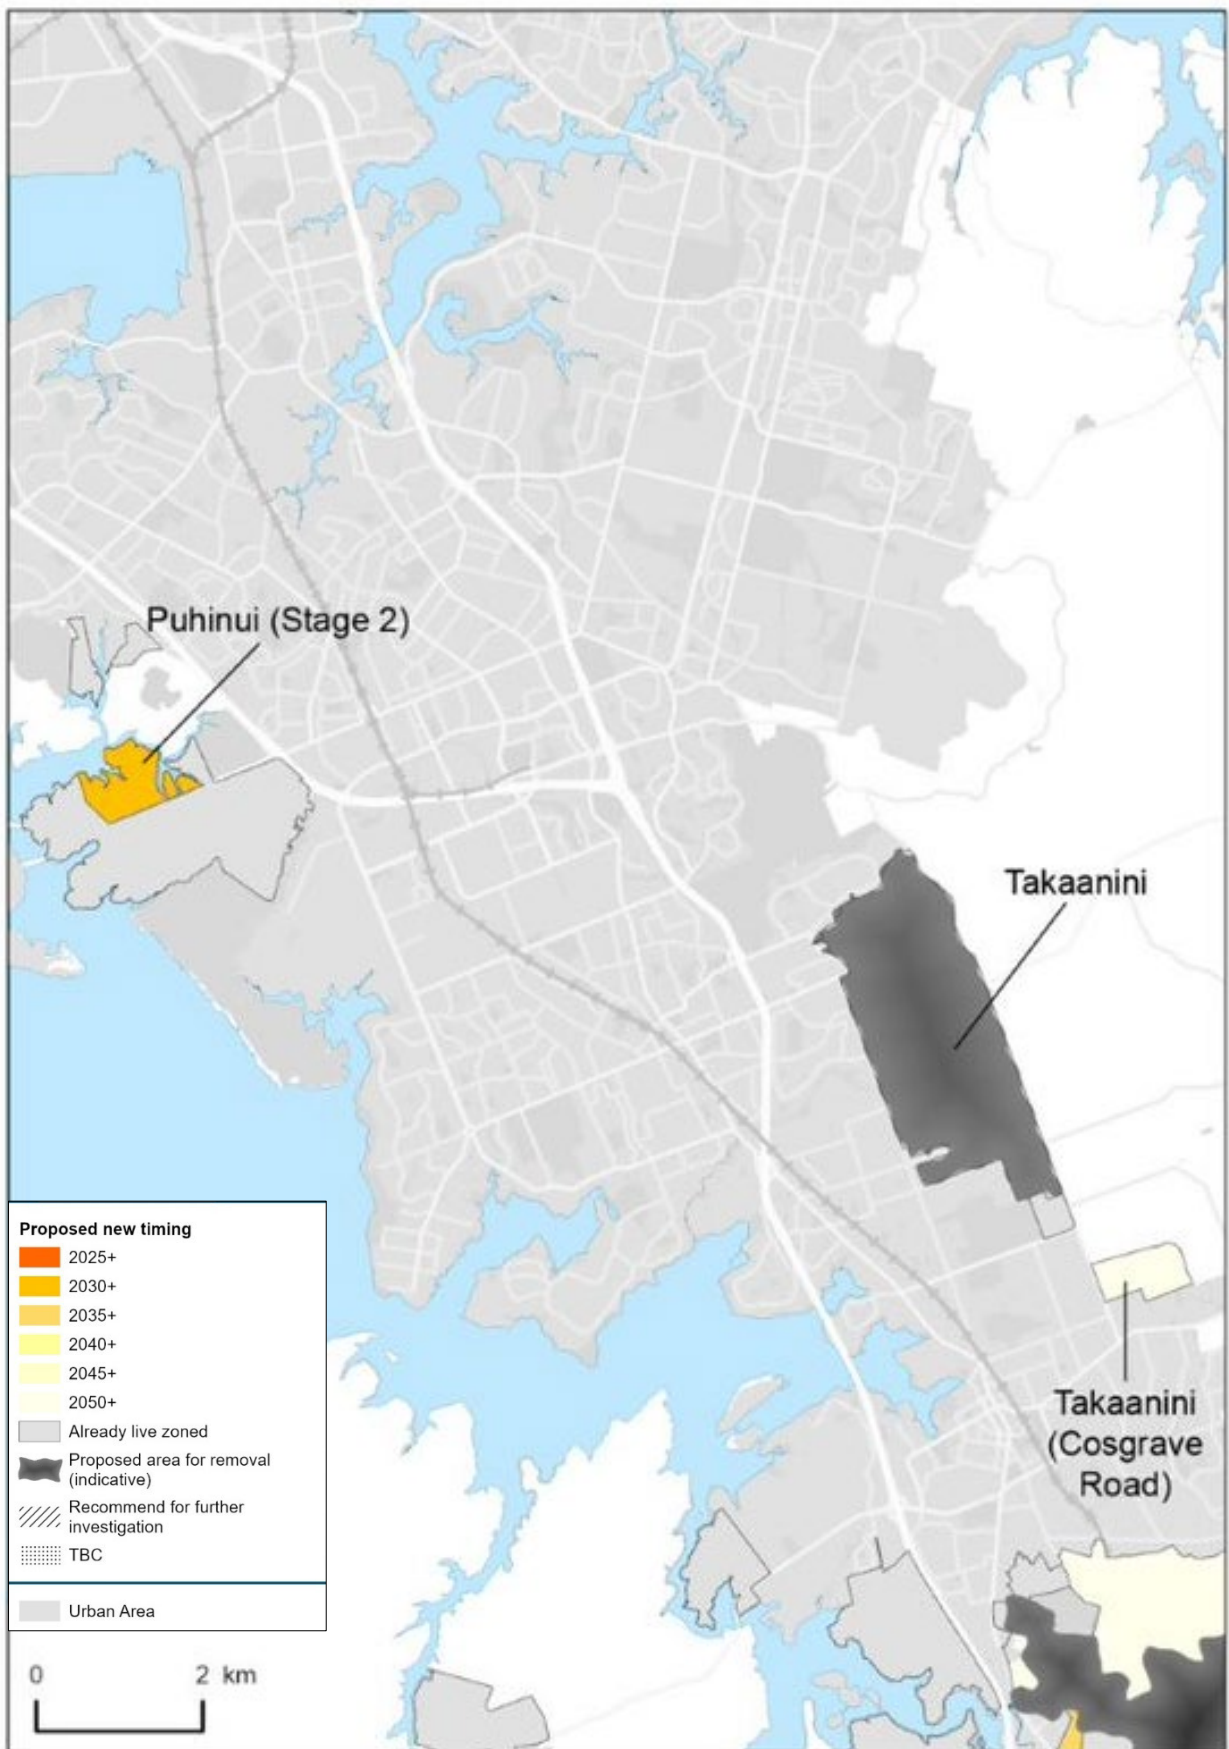 Puhinui (Stage 2)
Takaanini
Takaanini
(Cosgrave
Road)
Proposed new timing
2025+
2030+
2035+
2040+
2045+
2050+
Already live zoned
Proposed area for removal
(indicative)
Recommend for further
investigation
TBC
Urban Area
0 2 km